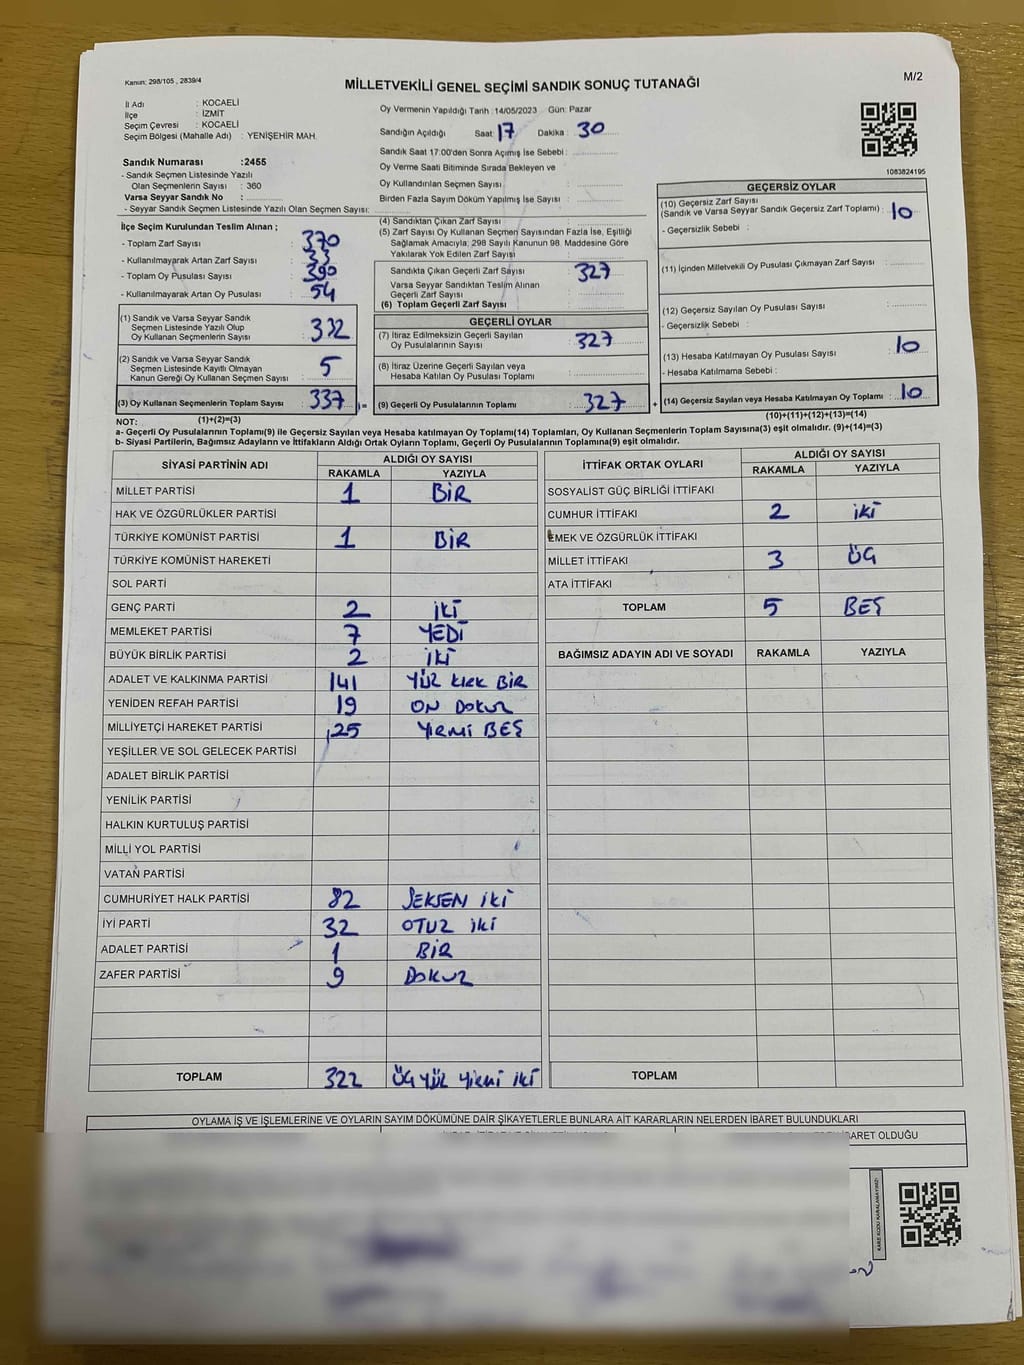 Kanun: 298/105 , 2839/4
MİLLETVEKİLİ GENEL SEÇİMİ SANDIK SONUÇ TUTANAĞI
M/2
İl Adı : KOCAELİ
İlçe : İZMİT
Seçim Çevresi : KOCAELİ
Seçim Bölgesi (Mahalle Adı) : YENİŞEHİR MAH.
Sandık Numarası :2455
- Sandık Seçmen Listesinde Yazılı
Olan Seçmenlerin Sayısı : 360
Varsa Seyyar Sandık No :
- Seyyar Sandık Seçmen Listesinde Yazılı Olan Seçmen Sayısı:
Oy Vermenin Yapıldığı Tarih :14/05/2023 Gün: Pazar
Sandığın Açıldığı Saat: 17 Dakika : 30
Sandık Saat 17.00'den Sonra Açımış İse Sebebi :
Oy Verme Saati Bitiminde Sırada Bekleyen ve
Oy Kullandırılan Seçmen Sayısı :
Birden Fazla Sayım Döküm Yapılmış İse Sayısı :
1083824195
İlçe Seçim Kurulundan Teslim Alınan ;
- Toplam Zarf Sayısı : 370
- Kullanılmayarak Artan Zarf Sayısı : 33
- Toplam Oy Pusulası Sayısı : 390
- Kullanılmayarak Artan Oy Pusulası : 54
(1) Sandık ve Varsa Seyyar Sandık
Seçmen Listesinde Yazılı Olup
Oy Kullanan Seçmenlerin Sayısı : 332
(2) Sandık ve Varsa Seyyar Sandık
Seçmen Listesinde Kayıtlı Olmayan
Kanun Gereği Oy Kullanan Seçmen Sayısı : 5
(3) Oy Kullanan Seçmenlerin Toplam Sayısı : 337 =
(1)+(2)=(3)
(4) Sandıktan Çıkan Zarf Sayısı :
(5) Zarf Sayısı Oy Kullanan Seçmen Sayısından Fazla İse, Eşitliği
Sağlamak Amacıyla, 298 Sayılı Kanunun 98. Maddesine Göre
Yakılarak Yok Edilen Zarf Sayısı :
Sandıkta Çıkan Geçerli Zarf Sayısı : 327
Varsa Seyyar Sandıktan Teslim Alınan
Geçerli Zarf Sayısı :
(6) Toplam Geçerli Zarf Sayısı :
GEÇERLİ OYLAR
(7) İtiraz Edilmeksizin Geçerli Sayılan
Oy Pusulalarının Sayısı : 327
(8) İtiraz Üzerine Geçerli Sayılan veya
Hesaba Katılan Oy Pusulası Toplamı :
(9) Geçerli Oy Pusulalarının Toplamı : 327 +
GEÇERSİZ OYLAR
(10) Geçersiz Zarf Sayısı
(Sandık ve Varsa Seyyar Sandık Geçersiz Zarf Toplamı) : 10
- Geçersizlik Sebebi :
(11) İçinden Milletvekili Oy Pusulası Çıkmayan Zarf Sayısı :
(12) Geçersiz Sayılan Oy Pusulası Sayısı :
- Geçersizlik Sebebi :
(13) Hesaba Katılmayan Oy Pusulası Sayısı : 10
- Hesaba Katılmama Sebebi :
(14) Geçersiz Sayılan veya Hesaba Katılmayan Oy Toplamı : 10
(10)+(11)+(12)+(13)=(14)
NOT:
a- Geçerli Oy Pusulalarının Toplamı(9) ile Geçersiz Sayılan veya Hesaba katılmayan Oy Toplamı(14) Toplamları, Oy Kullanan Seçmenlerin Toplam Sayısına(3) eşit olmalıdır. (9)+(14)=(3)
b- Siyasi Partilerin, Bağımsız Adayların ve İttifakların Aldığı Ortak Oyların Toplamı, Geçerli Oy Pusulalarının Toplamına(9) eşit olmalıdır.
SİYASİ PARTİNİN ADI
ALDIĞI OY SAYISI
RAKAMLA YAZIYLA
MİLLET PARTİSİ 1 BİR
HAK VE ÖZGÜRLÜKLER PARTİSİ
TÜRKİYE KOMÜNİST PARTİSİ 1 BİR
TÜRKİYE KOMÜNİST HAREKETİ
SOL PARTİ
GENÇ PARTİ 2 İKİ
MEMLEKET PARTİSİ 7 YEDİ
BÜYÜK BİRLİK PARTİSİ 2 İKİ
ADALET VE KALKINMA PARTİSİ 141 YÜZ KIRK BİR
YENİDEN REFAH PARTİSİ 19 ON DOKUZ
MİLLİYETÇİ HAREKET PARTİSİ 25 YİRMİ BEŞ
YEŞİLLER VE SOL GELECEK PARTİSİ
ADALET BİRLİK PARTİSİ
YENİLİK PARTİSİ
HALKIN KURTULUŞ PARTİSİ
MİLLİ YOL PARTİSİ
VATAN PARTİSİ
CUMHURİYET HALK PARTİSİ 82 SEKSEN İKİ
İYİ PARTİ 32 OTUZ İKİ
ADALET PARTİSİ 1 BİR
ZAFER PARTİSİ 9 DOKUZ
TOPLAM 322 ÜÇ YÜZ YİRMİ İKİ
İTTİFAK ORTAK OYLARI
ALDIĞI OY SAYISI
RAKAMLA YAZIYLA
SOSYALİST GÜÇ BİRLİĞİ İTTİFAKI
CUMHUR İTTİFAKI 2 İKİ
EMEK VE ÖZGÜRLÜK İTTİFAKI
MİLLET İTTİFAKI 3 ÜÇ
ATA İTTİFAKI
TOPLAM 5 BEŞ
BAĞIMSIZ ADAYIN ADI VE SOYADI RAKAMLA YAZIYLA
TOPLAM
OYLAMA İŞ VE İŞLEMLERİNE VE OYLARIN SAYIM DÖKÜMÜNE DAİR ŞİKAYETLERLE BUNLARA AİT KARARLARIN NELERDEN İBARET BULUNDUKLARI
İBARET OLDUĞU
KARE KODU KARALAMAYINIZ!